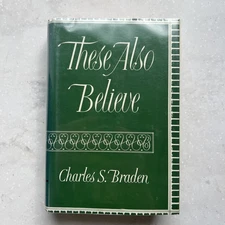 These Also
Believe
Charles S. Braden